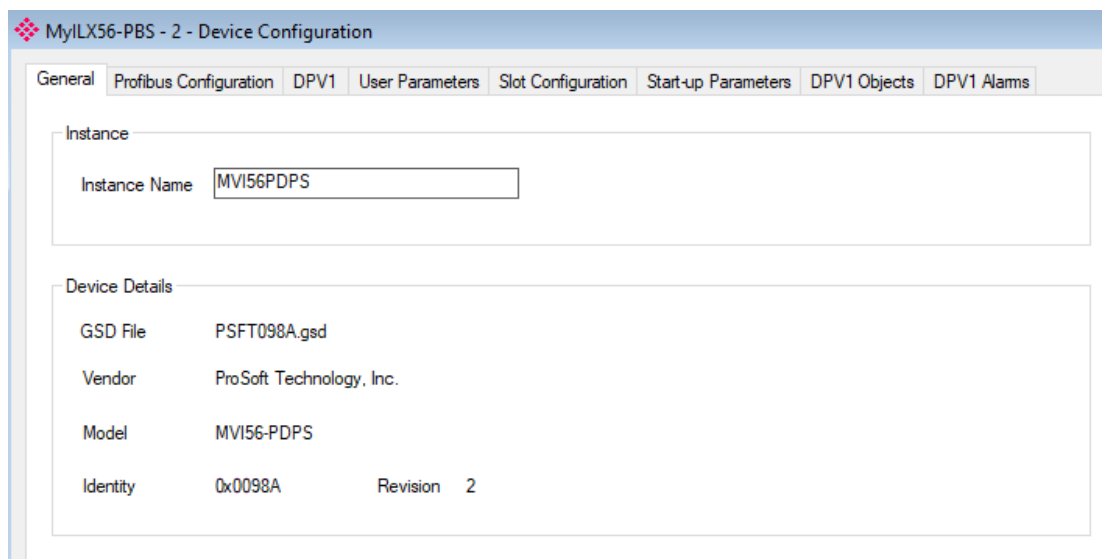 MyILX56-PBS - 2 - Device Configuration
General Profibus Configuration DPV1 User Parameters Slot Configuration Start-up Parameters DPV1 Objects DPV1 Alarms
Instance
Instance Name MVI56PDPS
Device Details
GSD File PSFT098A.gsd
Vendor ProSoft Technology, Inc.
Model MVI56-PDPS
Identity 0x0098A Revision 2